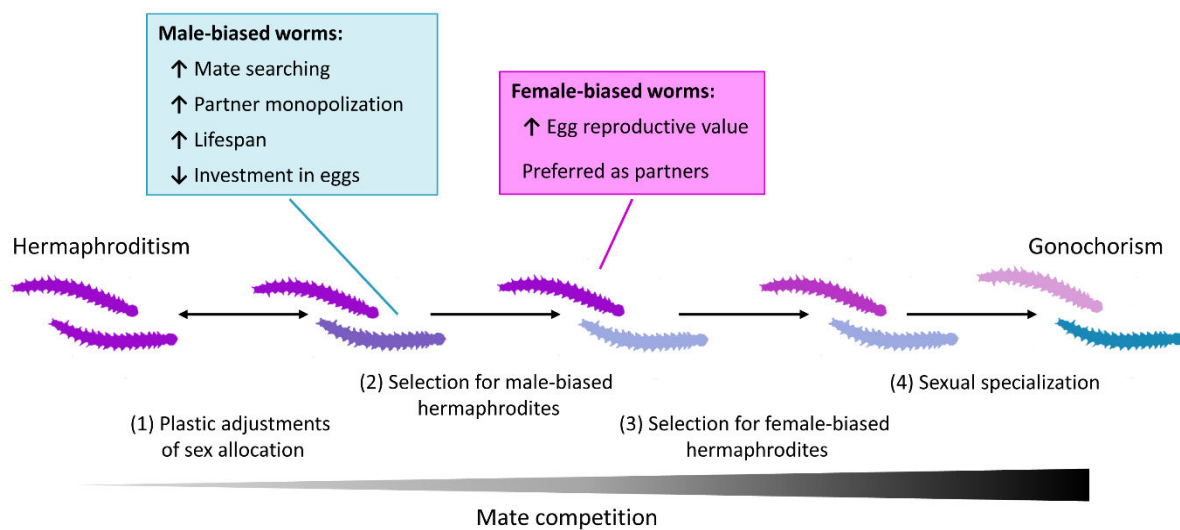 Male-biased worms:
↑ Mate searching
↑ Partner monopolization
↑ Lifespan
↓ Investment in eggs
Female-biased worms:
↑ Egg reproductive value
Preferred as partners
Hermaphroditism
Gonochorism
(1) Plastic adjustments
of sex allocation
(2) Selection for male-biased
hermaphrodites
(3) Selection for female-biased
hermaphrodites
(4) Sexual specialization
Mate competition